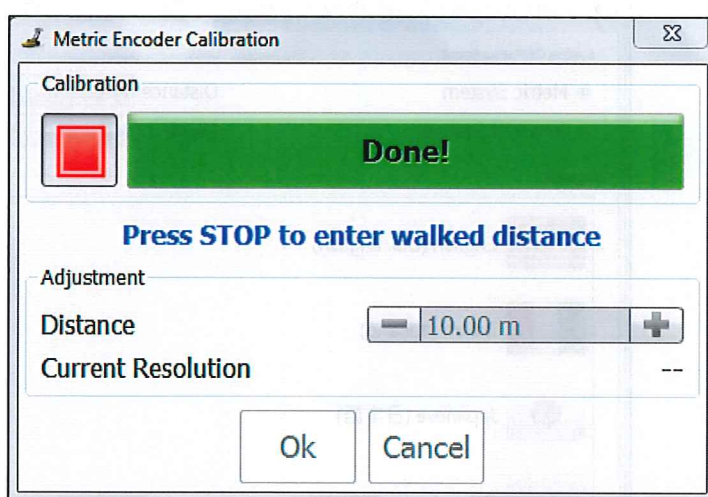 Metric Encoder Calibration
Calibration
Done!
Press STOP to enter walked distance
Adjustment
Distance
10.00 m
Current Resolution
--
Ok
Cancel